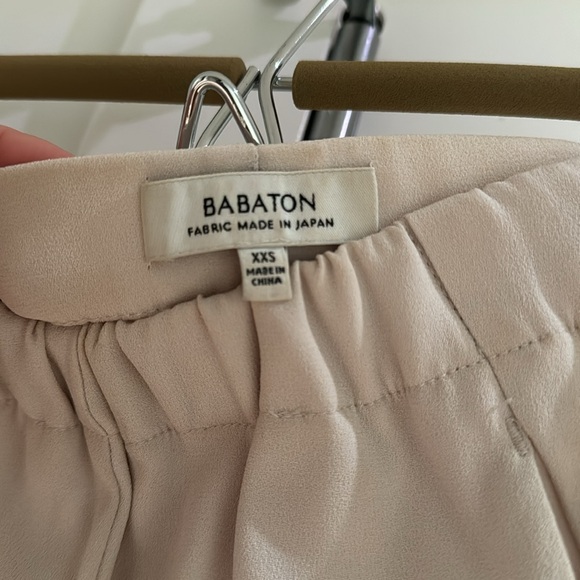 BABATON
FABRIC MADE IN JAPAN
XXS
MADE IN
CHINA